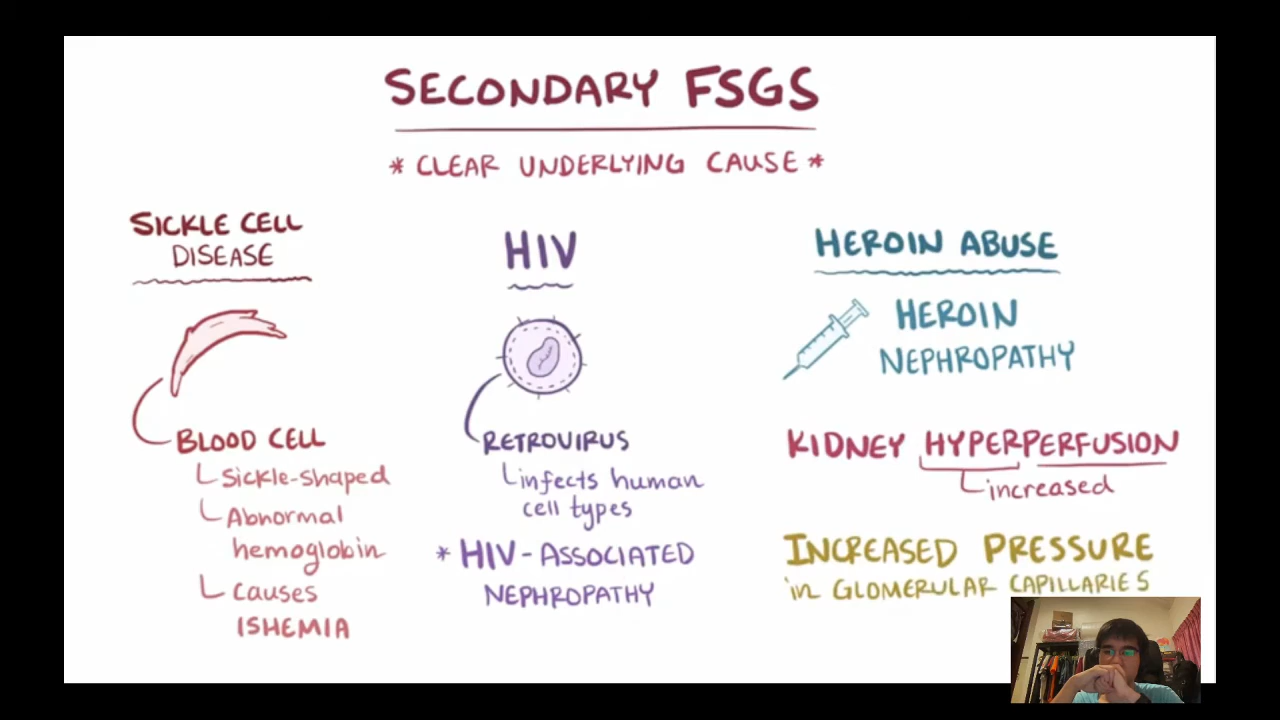 SECONDARY FSGS
* CLEAR UNDERLYING CAUSE *
SICKLE CELL
DISEASE
BLOOD CELL
Sickle-shaped
Abnormal
hemoglobin
causes
ISHEMIA
HIV
RETROVIRUS
infects human
cell types
* HIV-ASSOCIATED
NEPHROPATHY
HEROIN ABUSE
HEROIN
NEPHROPATHY
KIDNEY HYPERPERFUSION
increased
INCREASED PRESSURE
in GLOMERULAR CAPILLARIES